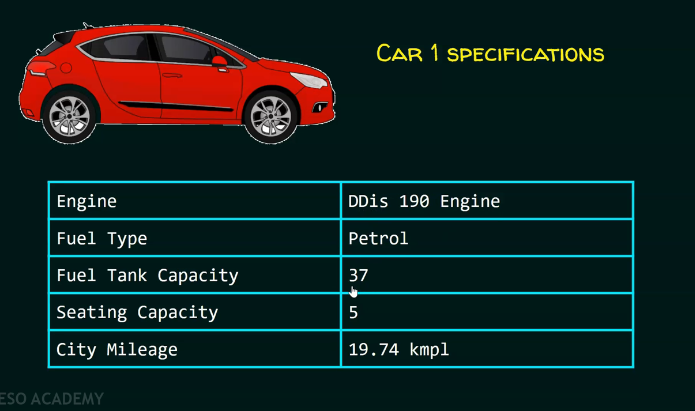 CAR 1 SPECIFICATIONS
Engine DDis 190 Engine
Fuel Type Petrol
Fuel Tank Capacity 37
Seating Capacity 5
City Mileage 19.74 kmpl
ESO ACADEMY